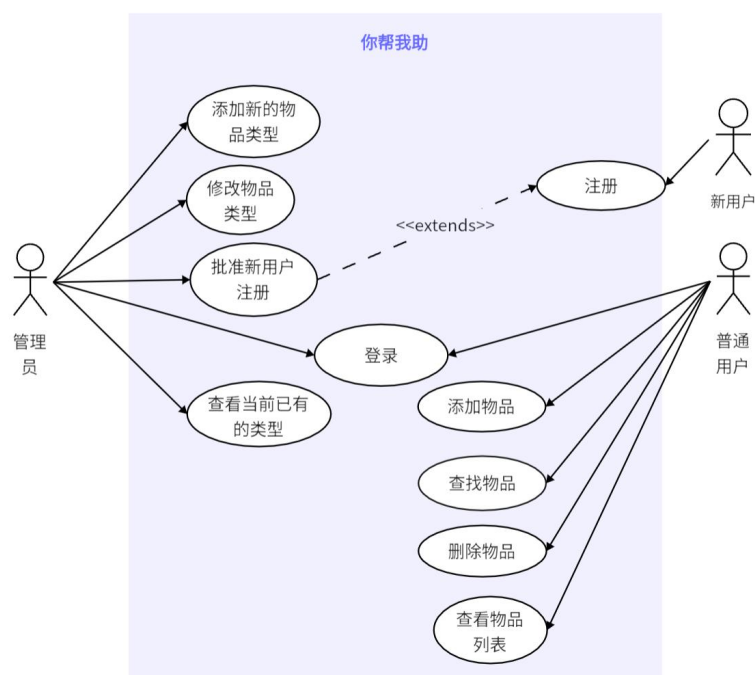 你帮我助
添加新的物
品类型
修改物品
类型
注册
新用户
<<extends>>
批准新用户
注册
管理
员
普通
用户
登录
查看当前已有
的类型
添加物品
查找物品
删除物品
查看物品
列表